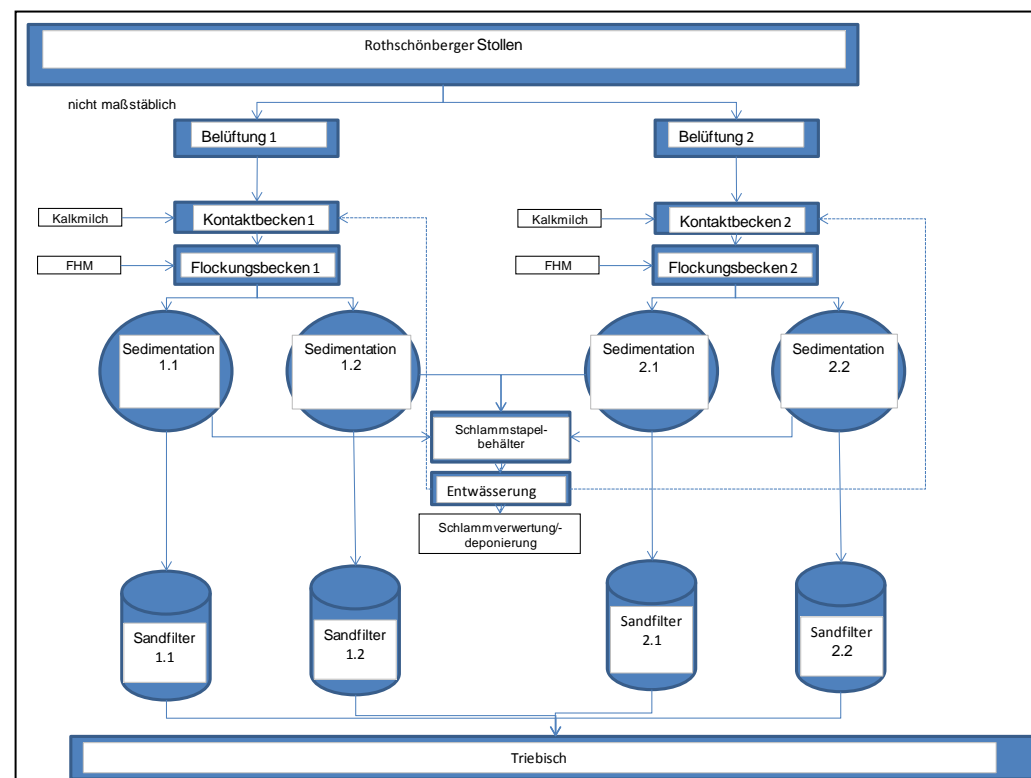 Rothschönberger Stollen
nicht maßstäblich
Belüftung 1
Belüftung 2
Kalkmilch
Kontaktbecken 1
Kalkmilch
Kontaktbecken 2
FHM
Flockungsbecken 1
FHM
Flockungsbecken 2
Sedimentation
1.1
Sedimentation
1.2
Sedimentation
2.1
Sedimentation
2.2
Schlammstapel-
behälter
Entwässerung
Schlammverwertung/-
deponierung
Sandfilter
1.1
Sandfilter
1.2
Sandfilter
2.1
Sandfilter
2.2
Triebisch